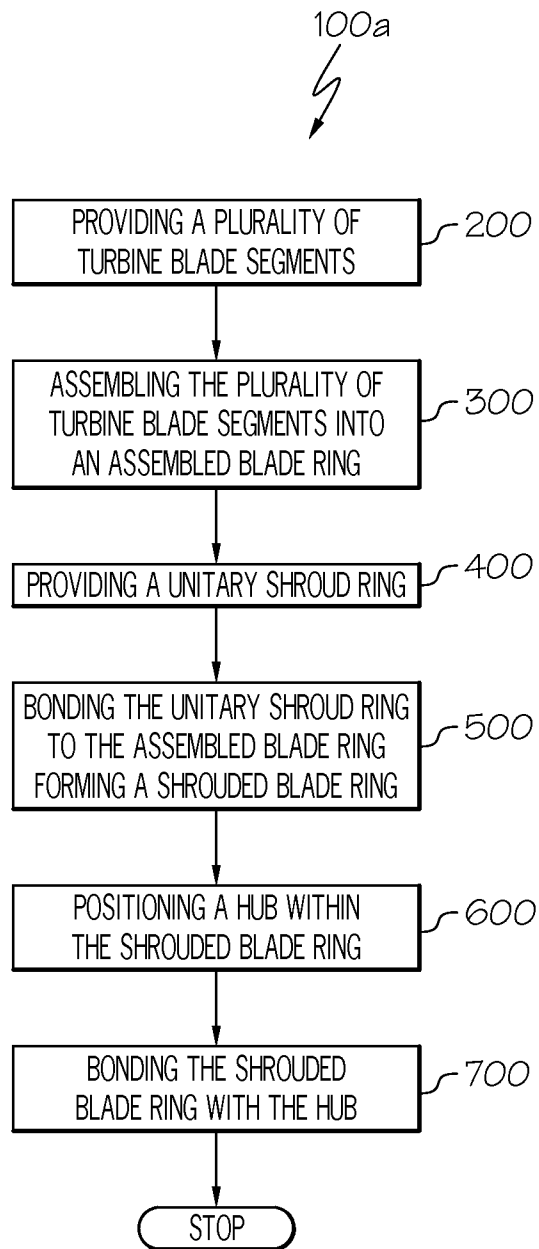 100a
PROVIDING A PLURALITY OF
TURBINE BLADE SEGMENTS
200
ASSEMBLING THE PLURALITY OF
TURBINE BLADE SEGMENTS INTO
AN ASSEMBLED BLADE RING
300
PROVIDING A UNITARY SHROUD RING
400
BONDING THE UNITARY SHROUD RING
TO THE ASSEMBLED BLADE RING
FORMING A SHROUDED BLADE RING
500
POSITIONING A HUB WITHIN
THE SHROUDED BLADE RING
600
BONDING THE SHROUDED
BLADE RING WITH THE HUB
700
STOP